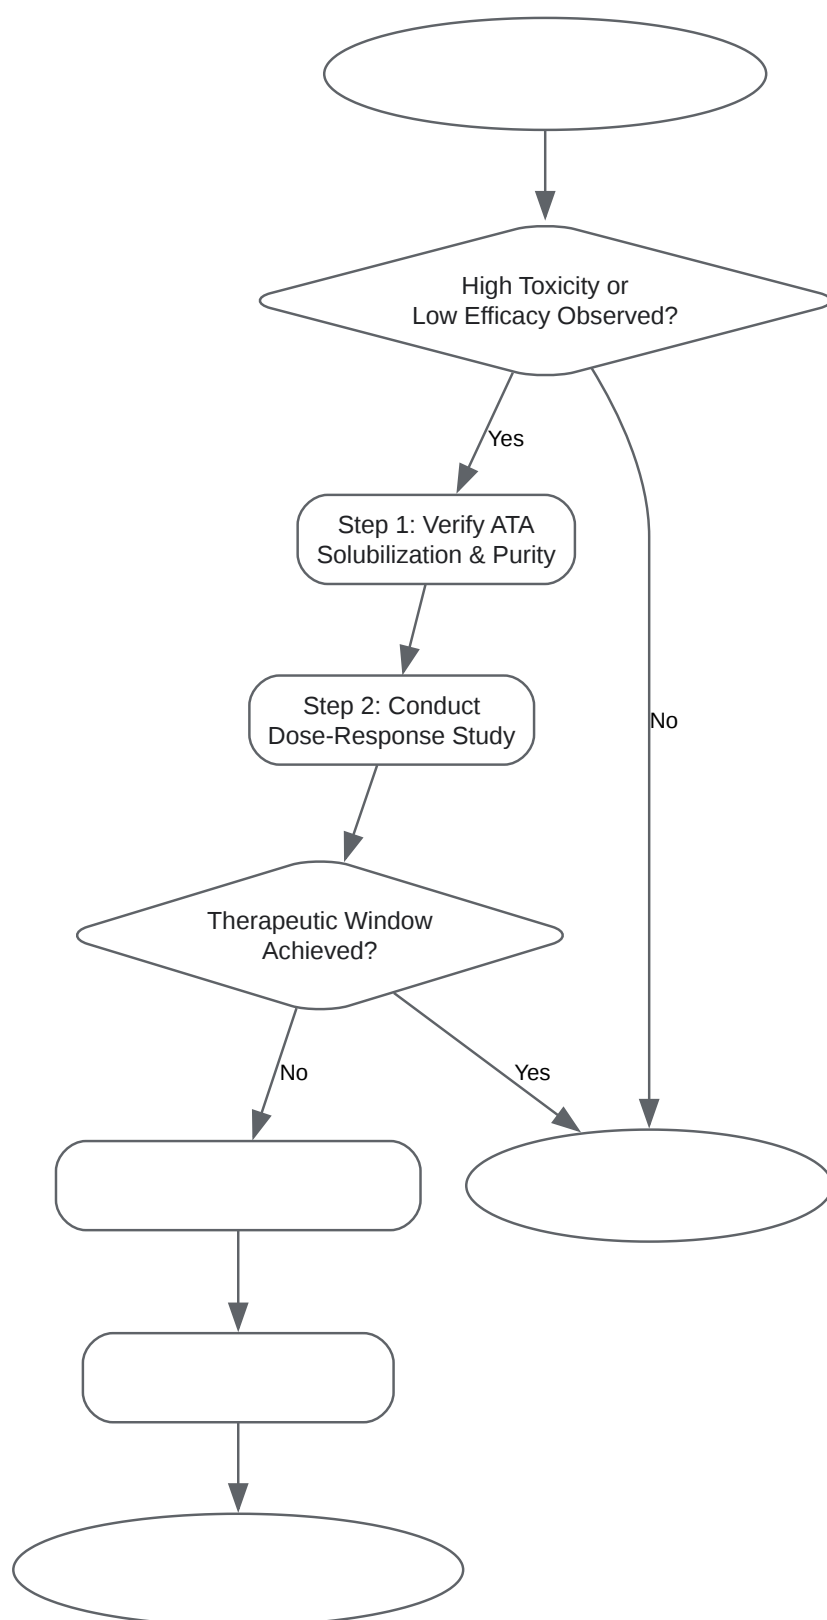 High Toxicity or
Low Efficacy Observed?
Yes
Step 1: Verify ATA
Solubilization & Purity
Step 2: Conduct
Dose-Response Study
No
Therapeutic Window
Achieved?
No
Yes